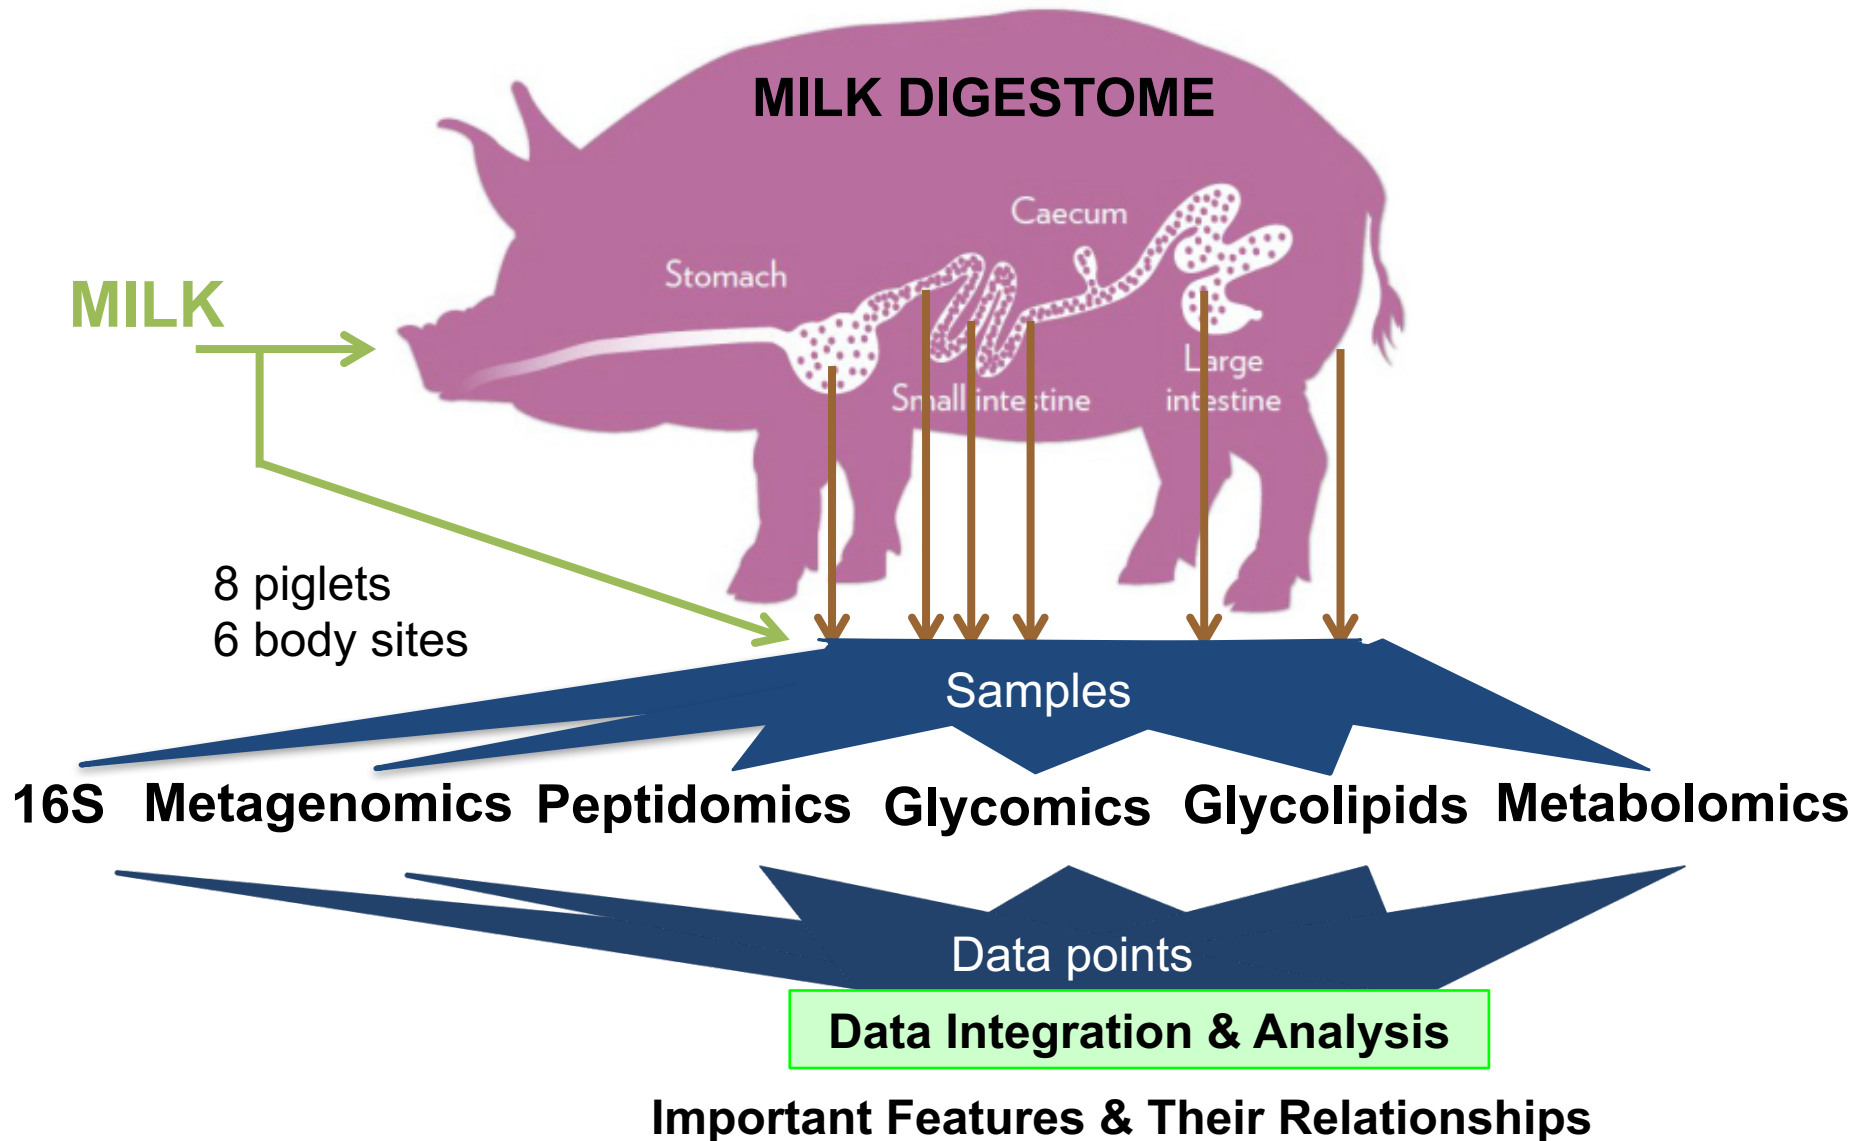 MILK DIGESTOME
Caecum
Stomach
MILK
Large
intestine
Small intestine
8 piglets
6 body sites
Samples
16S Metagenomics Peptidomics Glycomics Glycolipids Metabolomics
Data points
Data Integration & Analysis
Important Features & Their Relationships